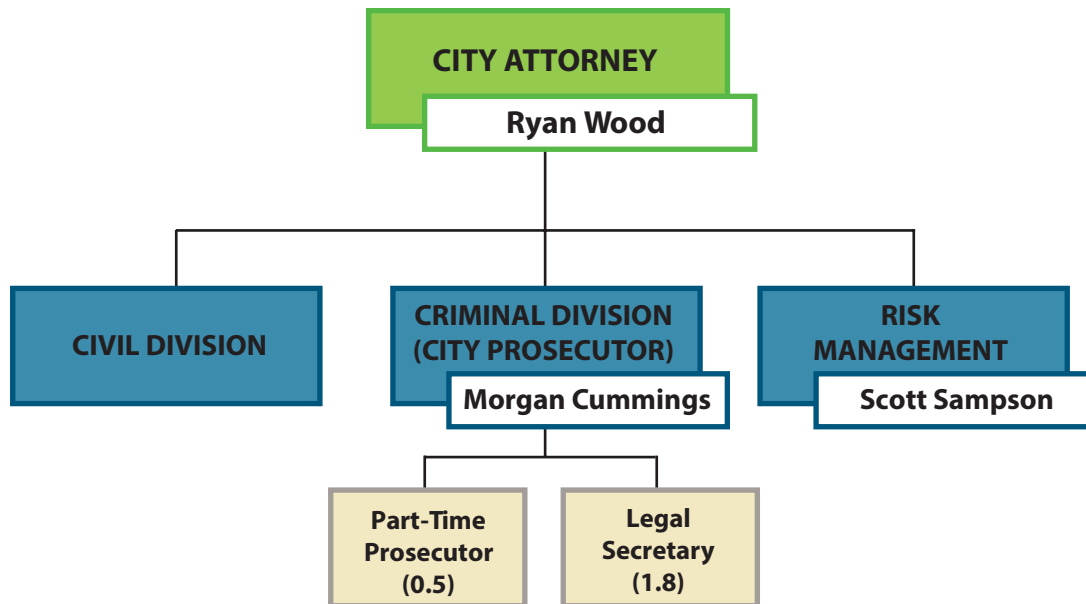 CITY ATTORNEY
Ryan Wood
CIVIL DIVISION
CRIMINAL DIVISION
(CITY PROSECUTOR)
Morgan Cummings
RISK
MANAGEMENT
Scott Sampson
Part-Time
Prosecutor
(0.5)
Legal
Secretary
(1.8)